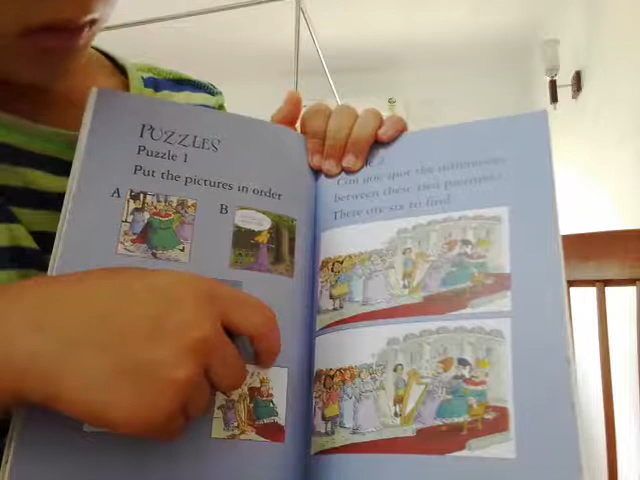 PUZZLES
Puzzle 1
Put the pictures in order
A
B
2
Can you spot the differences
between these two pictures?
There are six to find.